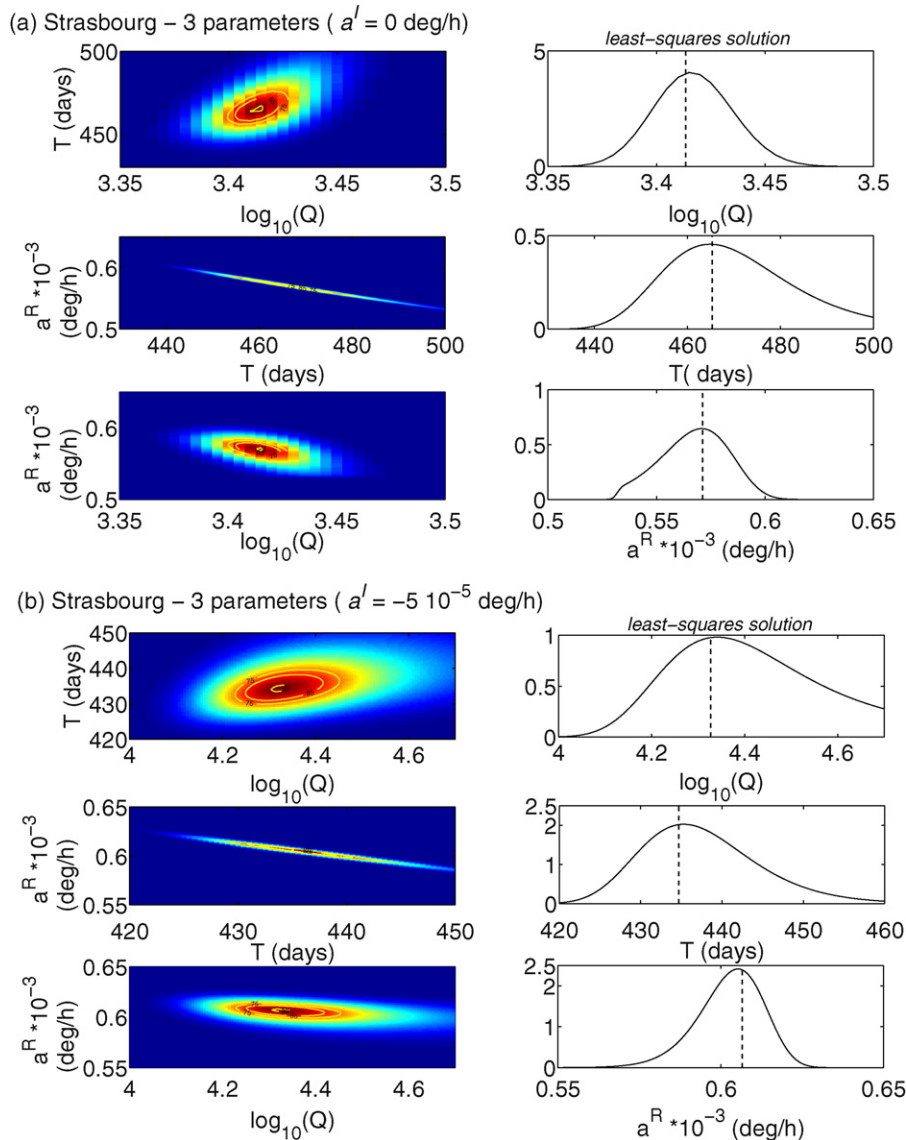 (a) Strasbourg – 3 parameters ( a^I = 0 deg/h)
least–squares solution
500
450
T (days)
3.35 3.4 3.45 3.5
log10(Q)
5
0
3.35 3.4 3.45 3.5
log10(Q)
0.6
0.5
a^R *10^−3
(deg/h)
440 460 480 500
T (days)
0.5
0
440 460 480 500
T( days)
0.6
0.5
a^R *10^−3
(deg/h)
3.35 3.4 3.45 3.5
log10(Q)
1
0.5
0
0.5 0.55 0.6 0.65
a^R *10^−3 (deg/h)
(b) Strasbourg – 3 parameters ( a^I = −5 10^−5 deg/h)
least–squares solution
450
440
430
420
T (days)
75
75
4 4.2 4.4 4.6
log10(Q)
1
0.5
0
4 4.2 4.4 4.6
log10(Q)
0.65
0.6
0.55
a^R *10^−3
(deg/h)
420 430 440 450
T (days)
2.5
2
1
0
420 430 440 450 460
T (days)
0.65
0.6
0.55
a^R *10^−3
(deg/h)
75
75
4 4.2 4.4 4.6
log10(Q)
2.5
2
1
0
0.55 0.6 0.65
a^R *10^−3 (deg/h)